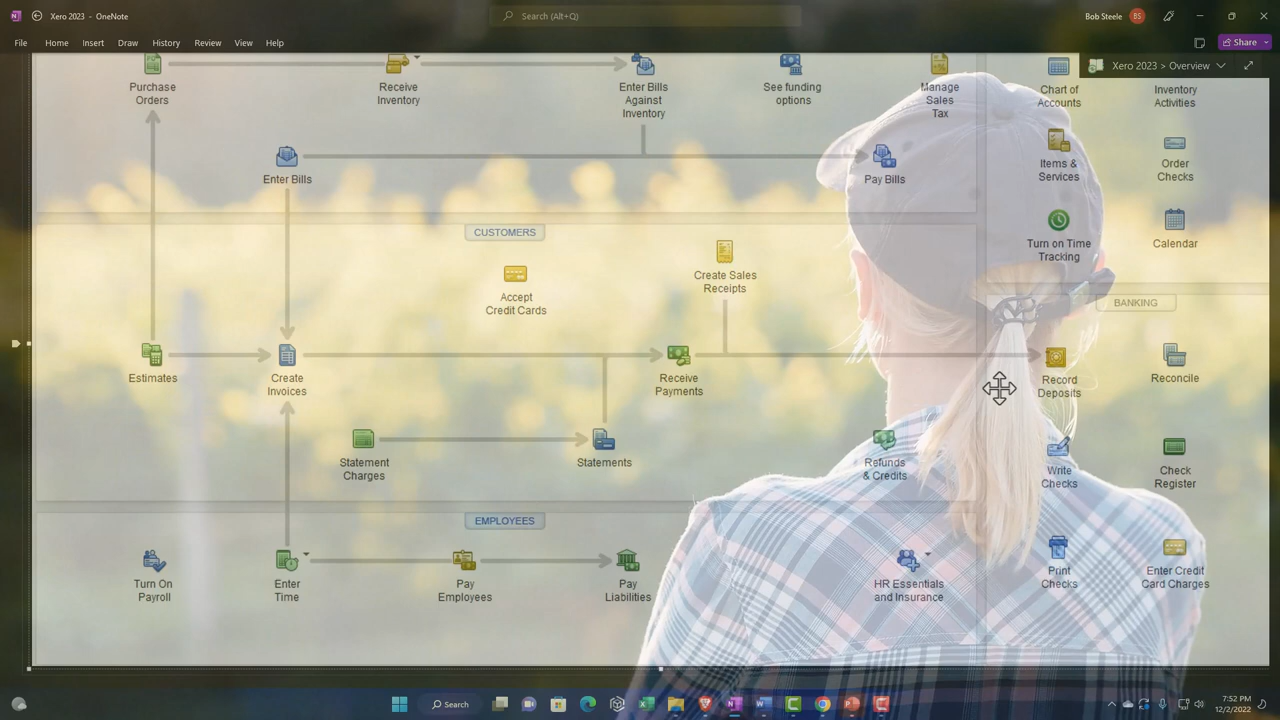 Xero 2023 - OneNote
Search (Alt+Q)
Bob Steele
BS
File
Home
Insert
Draw
History
Review
View
Help
Share
Xero 2023 > Overview
Purchase
Orders
Receive
Inventory
Enter Bills
Against
Inventory
See funding
options
Manage
Sales
Tax
Chart of
Accounts
Inventory
Activities
Enter Bills
Pay Bills
Items &
Services
Order
Checks
Turn on Time
Tracking
Calendar
CUSTOMERS
Accept
Credit Cards
Create Sales
Receipts
BANKING
Estimates
Create
Invoices
Receive
Payments
Record
Deposits
Reconcile
Statement
Charges
Statements
Refunds
& Credits
Write
Checks
Check
Register
EMPLOYEES
Turn On
Payroll
Enter
Time
Pay
Employees
Pay
Liabilities
HR Essentials
and Insurance
Print
Checks
Enter Credit
Card Charges
Search
7:52 PM
12/2/2022